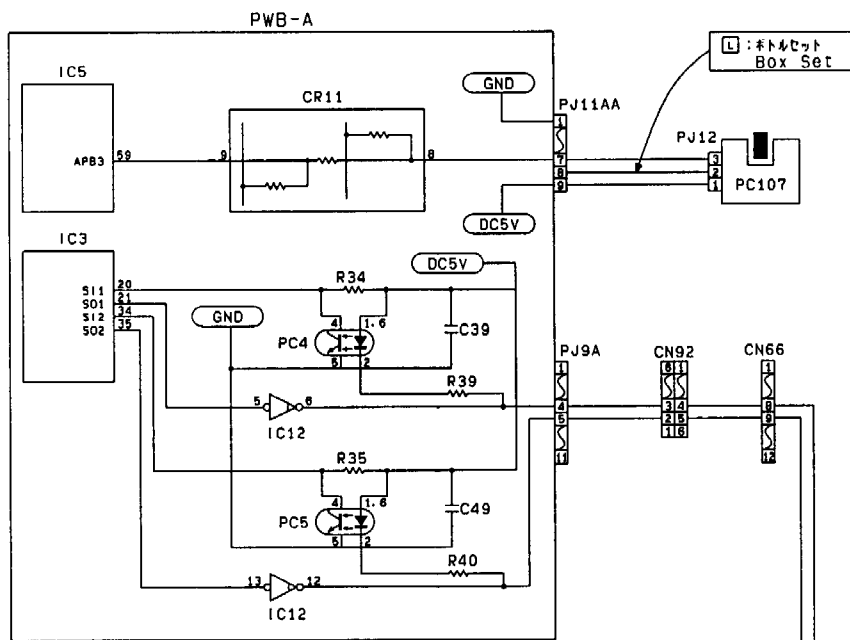 PWB-A
L :ボトルセット
Box Set
IC5
CR11
GND
PJ11AA
PJ12
APB3 59
9
8
1
7
8
9
3
2
1
PC107
DC5V
IC3
DC5V
SI1 20
SO1 21
SI2 34
SO2 35
R34
GND
4
1.6
C39
PC4
5
2
PJ9A
CN92
CN66
R39
1
6 1
1
5
6
IC12
4
3 4
8
5
2 5
9
11
1 6
12
R35
4
1.6
C49
PC5
5
2
R40
13
12
IC12